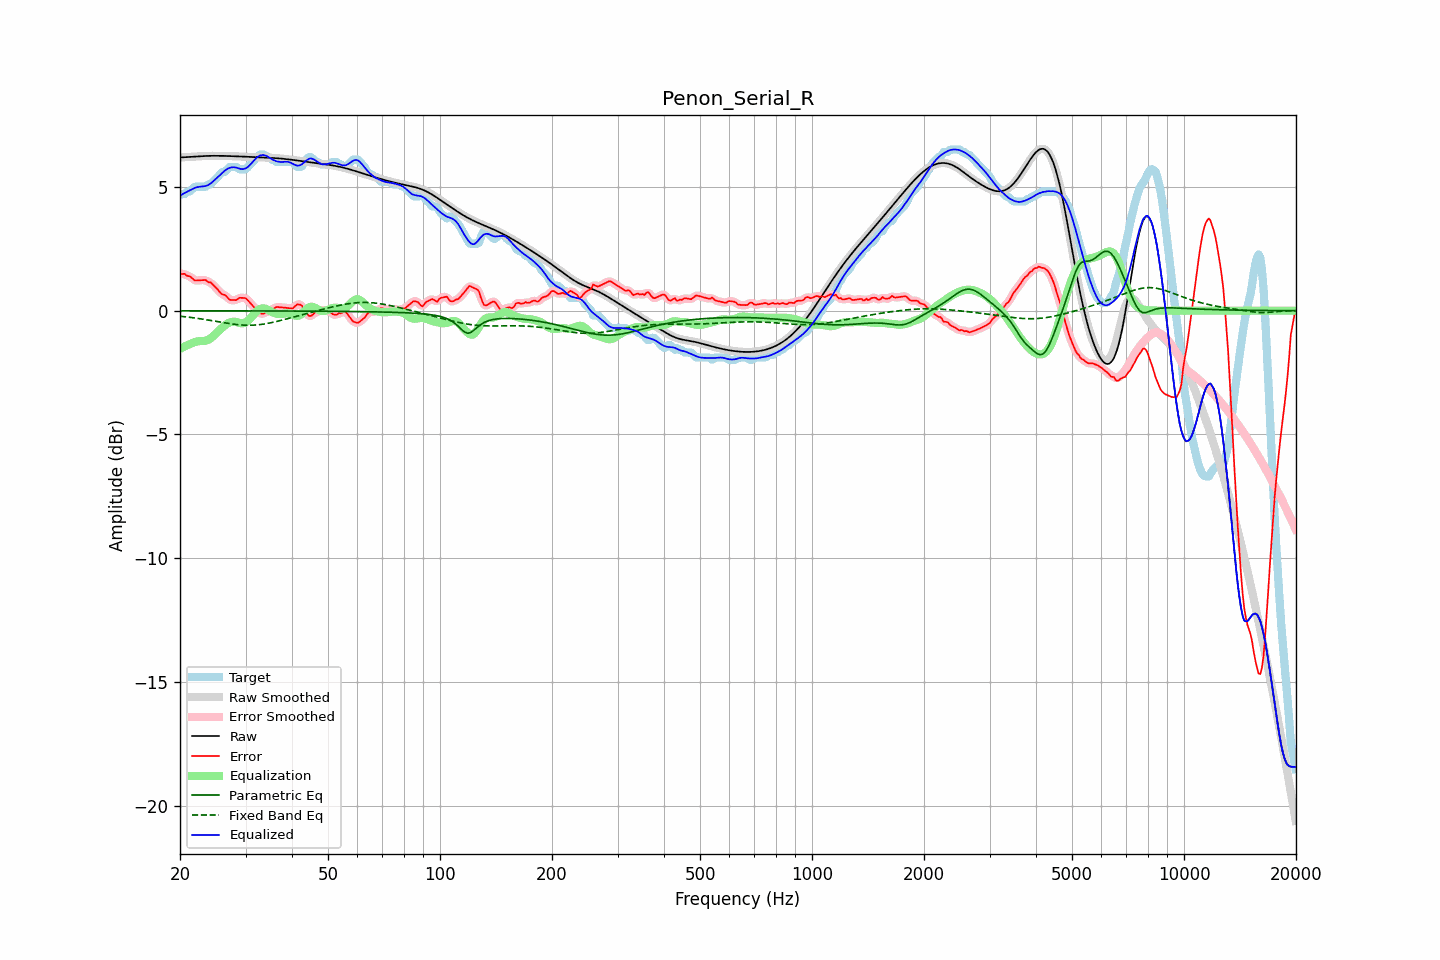 Penon_Serial_R
5
0
−5
−10
−15
−20
Amplitude (dBr)
Target
Raw Smoothed
Error Smoothed
Raw
Error
Equalization
Parametric Eq
Fixed Band Eq
Equalized
20 50 100 200 500 1000 2000 5000 10000 20000
Frequency (Hz)